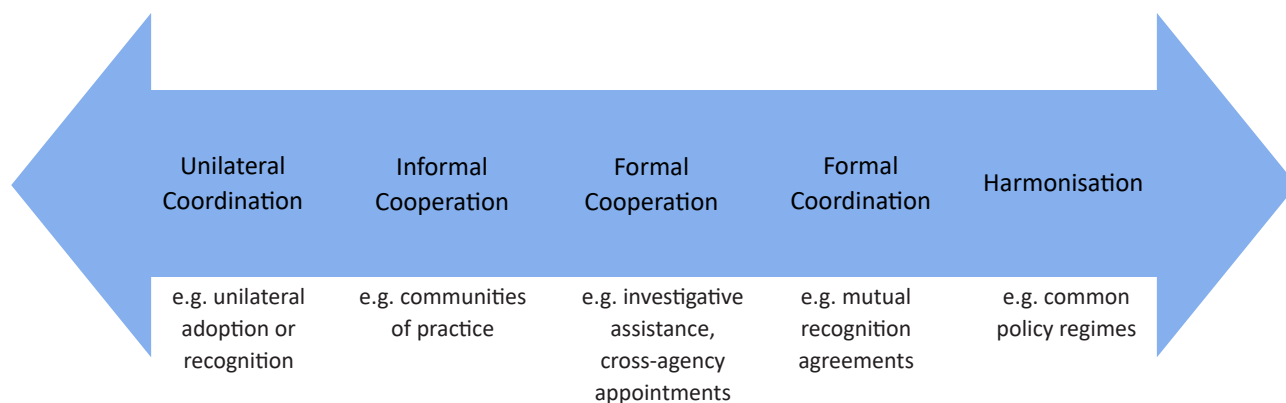 Unilateral
Coordination
Informal
Cooperation
Formal
Cooperation
Formal
Coordination
Harmonisation
e.g. unilateral
adoption or
recognition
e.g. communities
of practice
e.g. investigative
assistance,
cross-agency
appointments
e.g. mutual
recognition
agreements
e.g. common
policy regimes